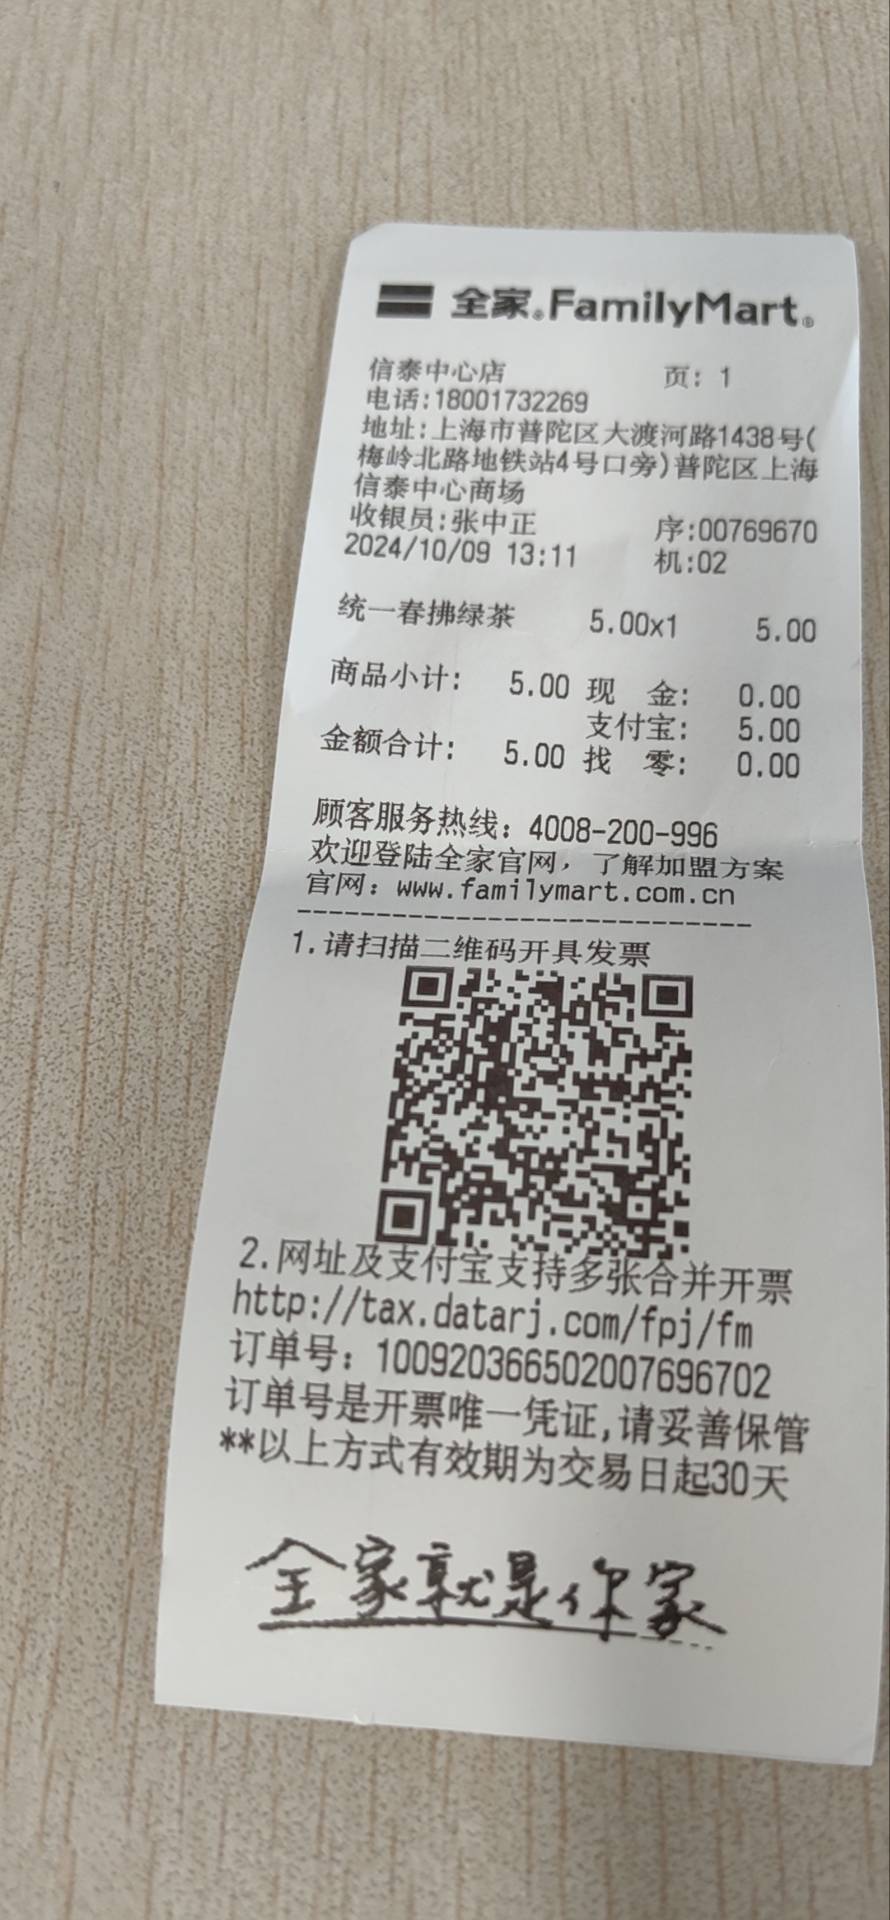 全家®FamilyMart®
信泰中心店 页: 1
电话:18001732269
地址:上海市普陀区大渡河路1438号(
梅岭北路地铁站4号口旁)普陀区上海
信泰中心商场
收银员:张中正 序:00769670
2024/10/09 13:11 机:02
统一春拂绿茶 5.00x1 5.00
商品小计: 5.00 现 金: 0.00
支付宝: 5.00
金额合计: 5.00 找 零: 0.00
顾客服务热线: 4008-200-996
欢迎登陆全家官网，了解加盟方案
官网: www.familymart.com.cn
1.请扫描二维码开具发票
2.网址及支付宝支持多张合并开票
http://tax.datarj.com/fpj/fm
订单号: 100920366502007696702
订单号是开票唯一凭证,请妥善保管
**以上方式有效期为交易日起30天
全家就是你家